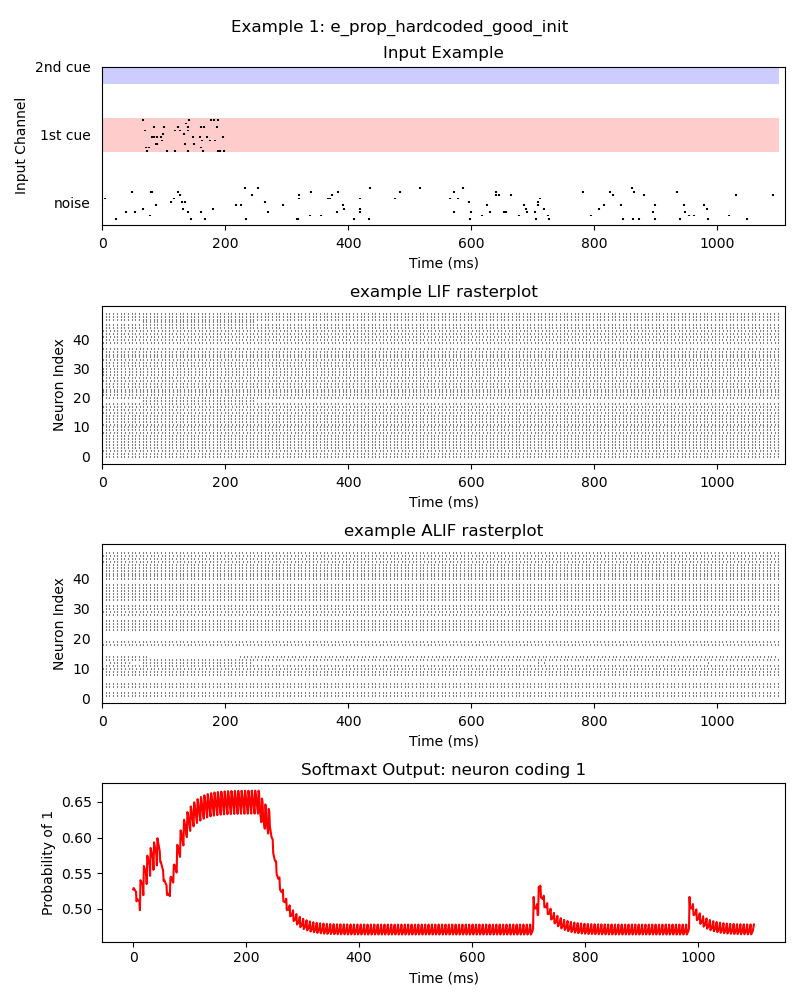 Example 1: e_prop_hardcoded_good_init
Input Example
2nd cue
1st cue
noise
Input Channel
0 200 400 600 800 1000
Time (ms)
example LIF rasterplot
40
30
20
10
0
Neuron Index
0 200 400 600 800 1000
Time (ms)
example ALIF rasterplot
40
30
20
10
0
Neuron Index
0 200 400 600 800 1000
Time (ms)
Softmaxt Output: neuron coding 1
0.65
0.60
0.55
0.50
Probability of 1
0 200 400 600 800 1000
Time (ms)